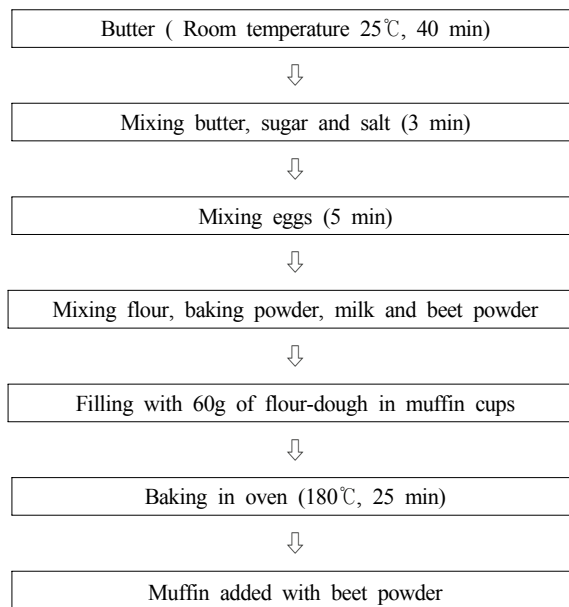 Butter ( Room temperature 25℃, 40 min)
⇩
Mixing butter, sugar and salt (3 min)
⇩
Mixing eggs (5 min)
⇩
Mixing flour, baking powder, milk and beet powder
⇩
Filling with 60g of flour-dough in muffin cups
⇩
Baking in oven (180℃, 25 min)
⇩
Muffin added with beet powder